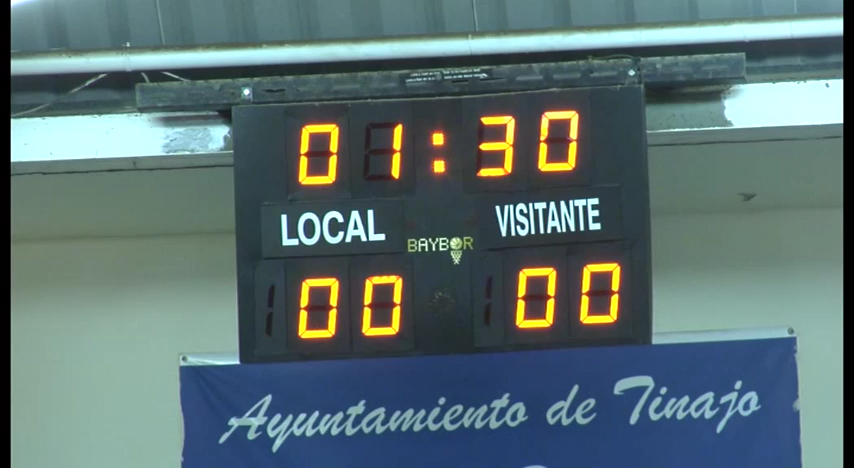 01:30
LOCAL VISITANTE
BAYBOR
00 00
Ayuntamiento de Tinajo